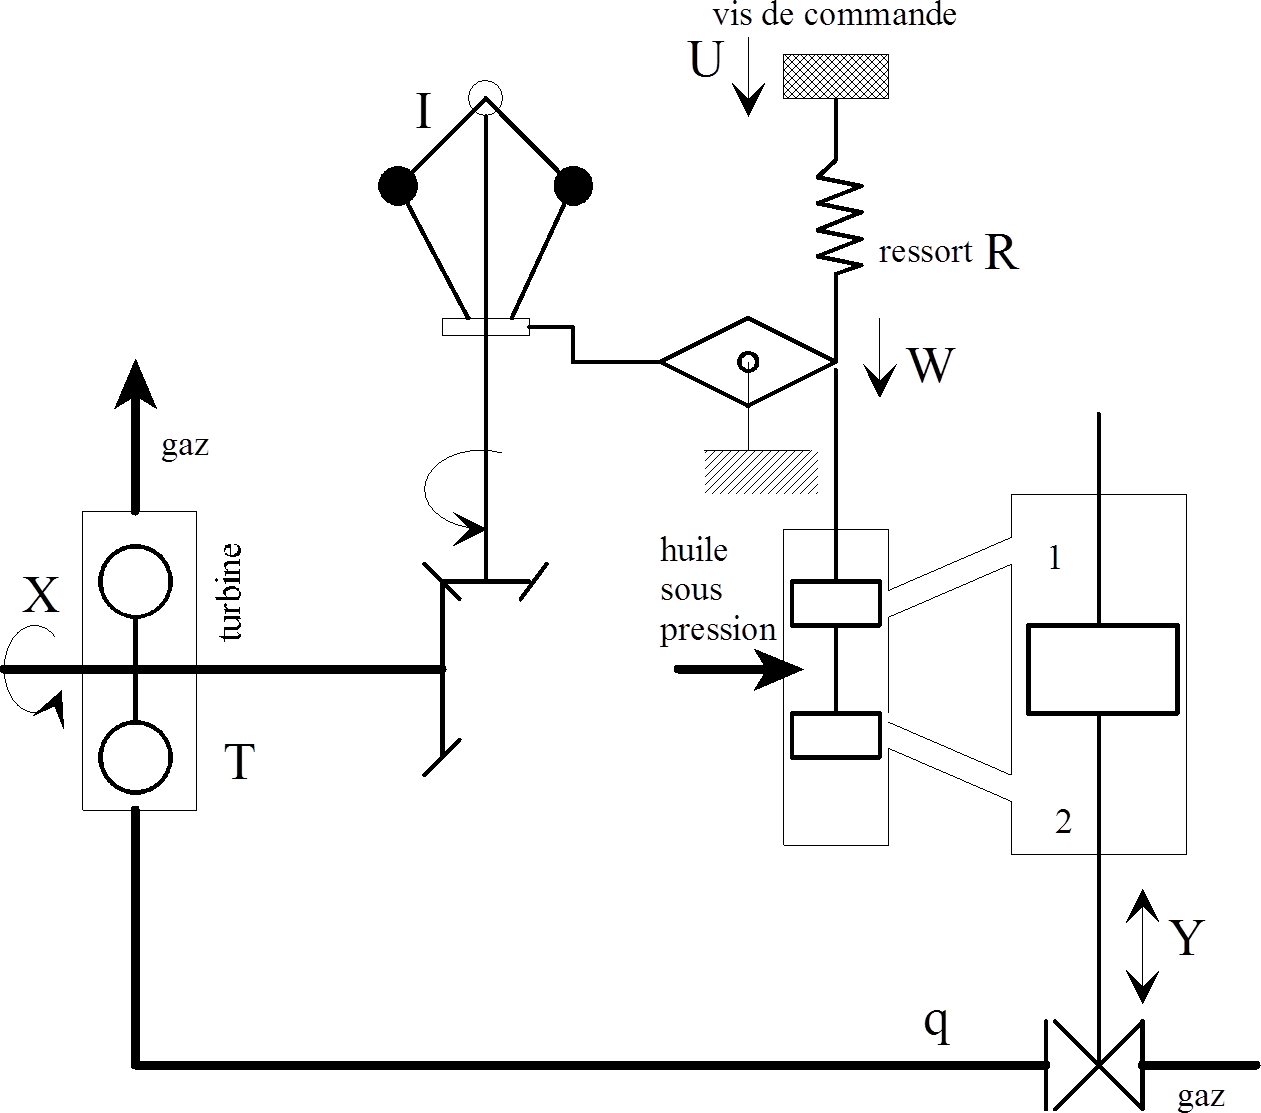 vis de commande
U
I
ressort R
W
gaz
turbine
X
T
huile
sous
pression
1
2
Y
q
gaz